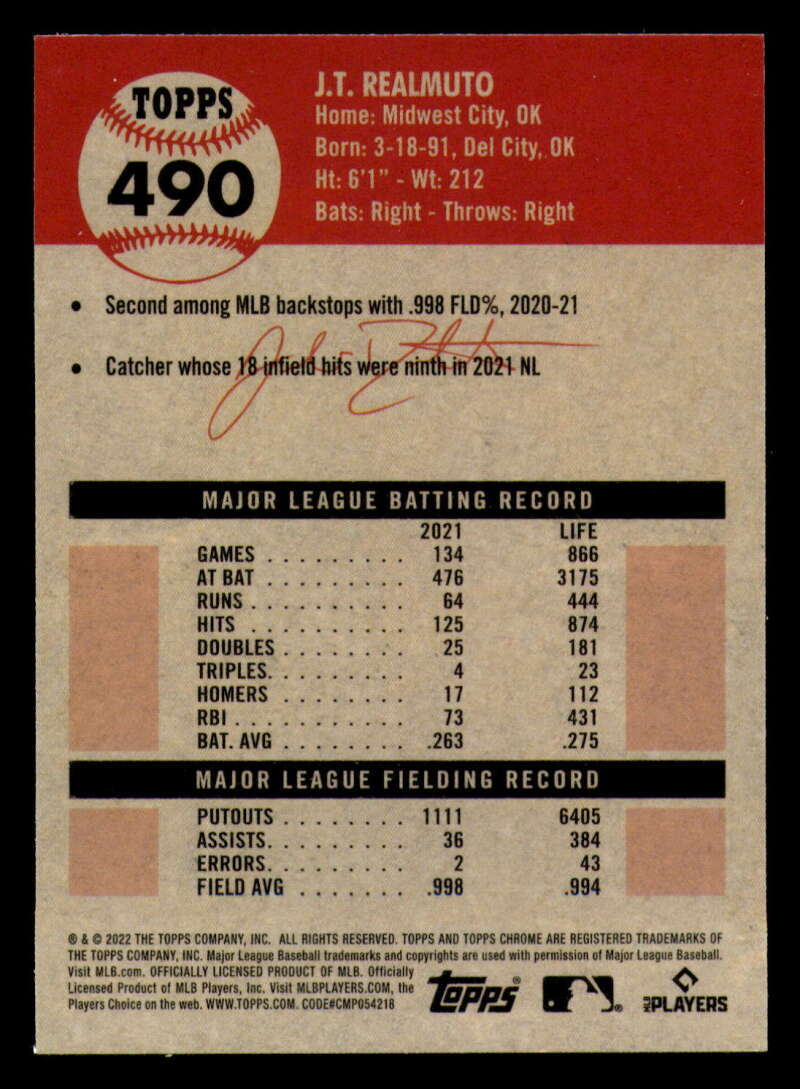 TOPPS
490
J.T. REALMUTO
Home: Midwest City, OK
Born: 3-18-91, Del City, OK
Ht: 6'1" - Wt: 212
Bats: Right - Throws: Right
• Second among MLB backstops with .998 FLD%, 2020-21
• Catcher whose 18 infield hits were ninth in 2021 NL
MAJOR LEAGUE BATTING RECORD
2021 LIFE
GAMES . . . . . . . . . 134 866
AT BAT . . . . . . . . . 476 3175
RUNS . . . . . . . . . . 64 444
HITS . . . . . . . . . . 125 874
DOUBLES . . . . . . . . 25 181
TRIPLES. . . . . . . . . 4 23
HOMERS . . . . . . . . 17 112
RBI . . . . . . . . . . . 73 431
BAT. AVG . . . . . . . . .263 .275
MAJOR LEAGUE FIELDING RECORD
PUTOUTS . . . . . . . . 1111 6405
ASSISTS. . . . . . . . . 36 384
ERRORS. . . . . . . . . 2 43
FIELD AVG . . . . . . . .998 .994
® & © 2022 THE TOPPS COMPANY, INC. ALL RIGHTS RESERVED. TOPPS AND TOPPS CHROME ARE REGISTERED TRADEMARKS OF
THE TOPPS COMPANY, INC. Major League Baseball trademarks and copyrights are used with permission of Major League Baseball.
Visit MLB.com. OFFICIALLY LICENSED PRODUCT OF MLB. Officially
Licensed Product of MLB Players, Inc. Visit MLBPLAYERS.COM, the
Players Choice on the web. WWW.TOPPS.COM. CODE#CMP054218
TOPPS®
®
MLB PLAYERS